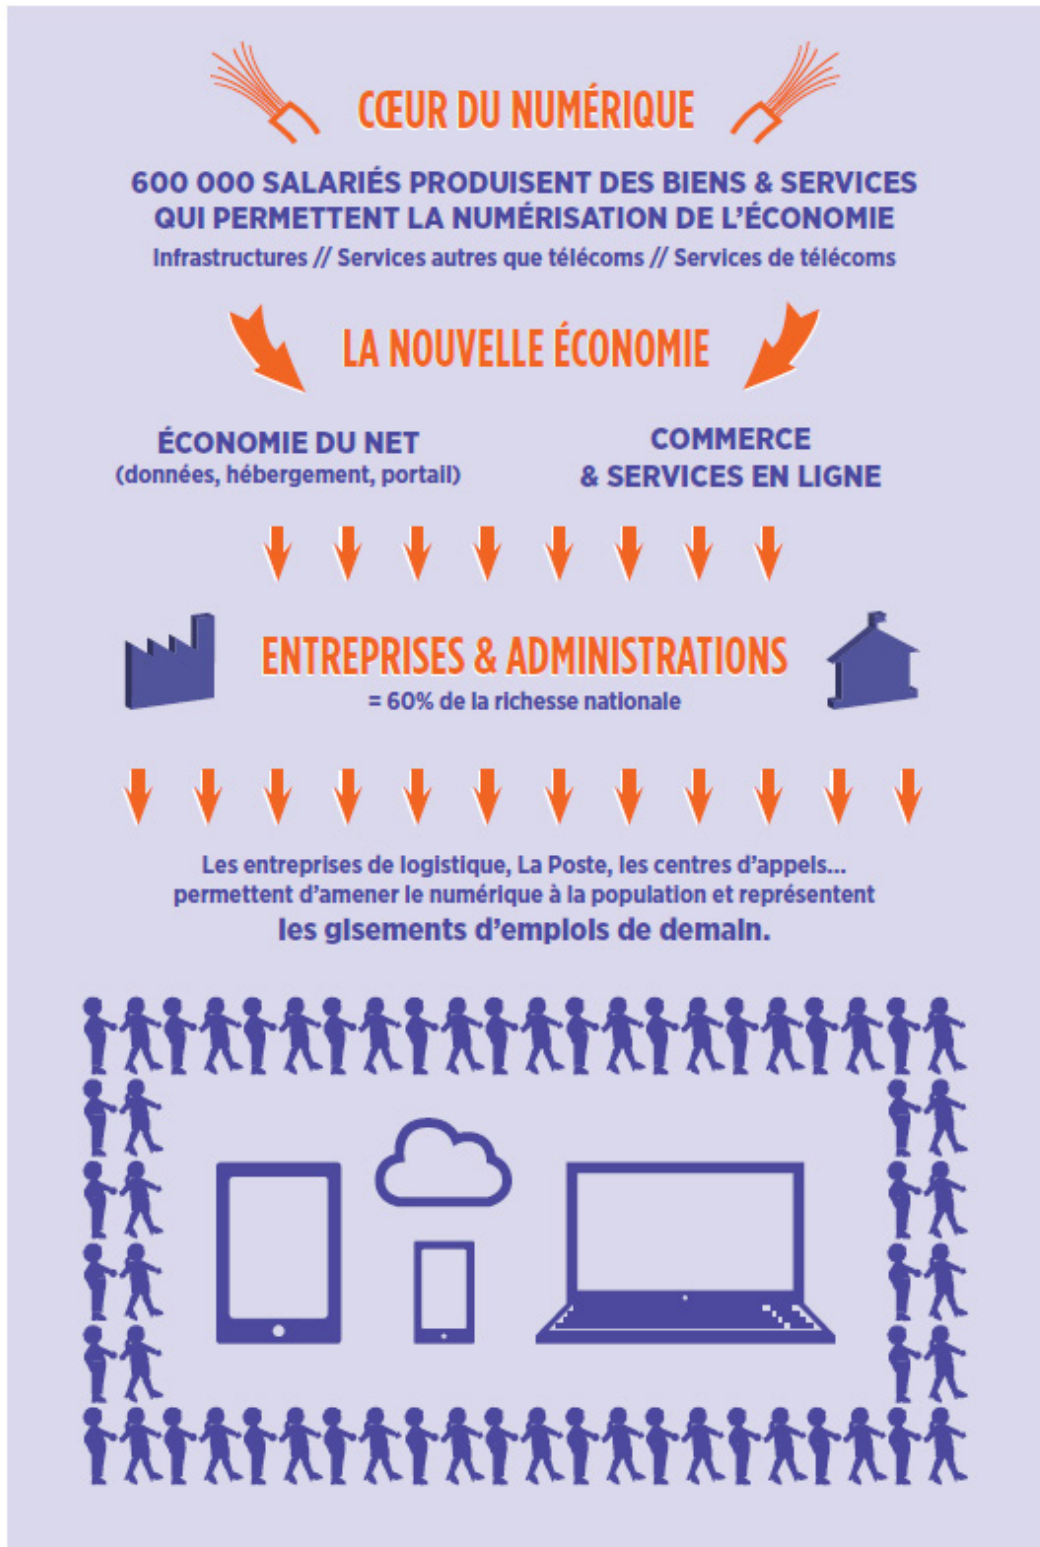 CŒUR DU NUMÉRIQUE
600 000 SALARIÉS PRODUISENT DES BIENS & SERVICES
QUI PERMETTENT LA NUMÉRISATION DE L'ÉCONOMIE
Infrastructures // Services autres que télécoms // Services de télécoms
LA NOUVELLE ÉCONOMIE
ÉCONOMIE DU NET
(données, hébergement, portail)
COMMERCE
& SERVICES EN LIGNE
ENTREPRISES & ADMINISTRATIONS
= 60% de la richesse nationale
Les entreprises de logistique, La Poste, les centres d'appels...
permettent d'amener le numérique à la population et représentent
les gisements d'emplois de demain.